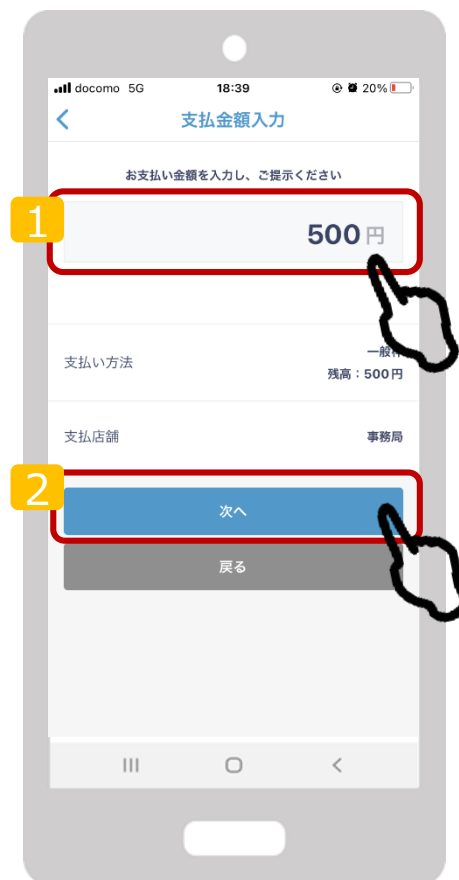 docomo 5G 18:39 20%
支払金額入力
お支払い金額を入力し、ご提示ください
1
500円
支払い方法
一般
残高：500円
支払店舗
事務局
2
次へ
戻る